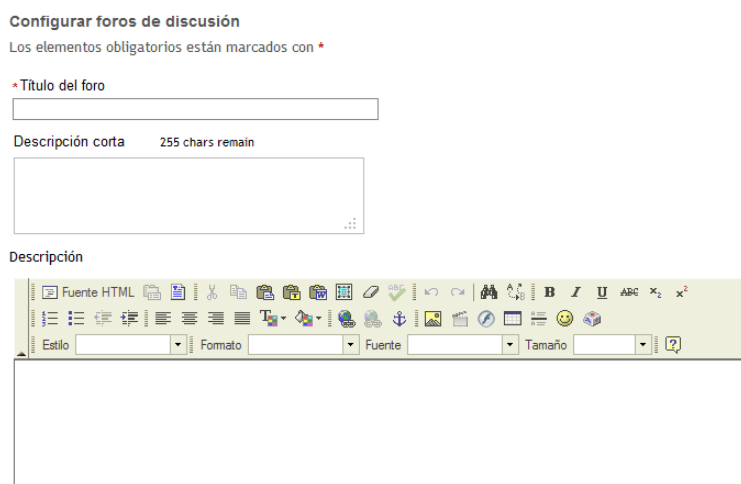 Configurar foros de discusión
Los elementos obligatorios están marcados con *
* Título del foro
Descripción corta 255 chars remain
Descripción
Fuente HTML ABC B I U ABC x₂ x²
Estilo Formato Fuente Tamaño